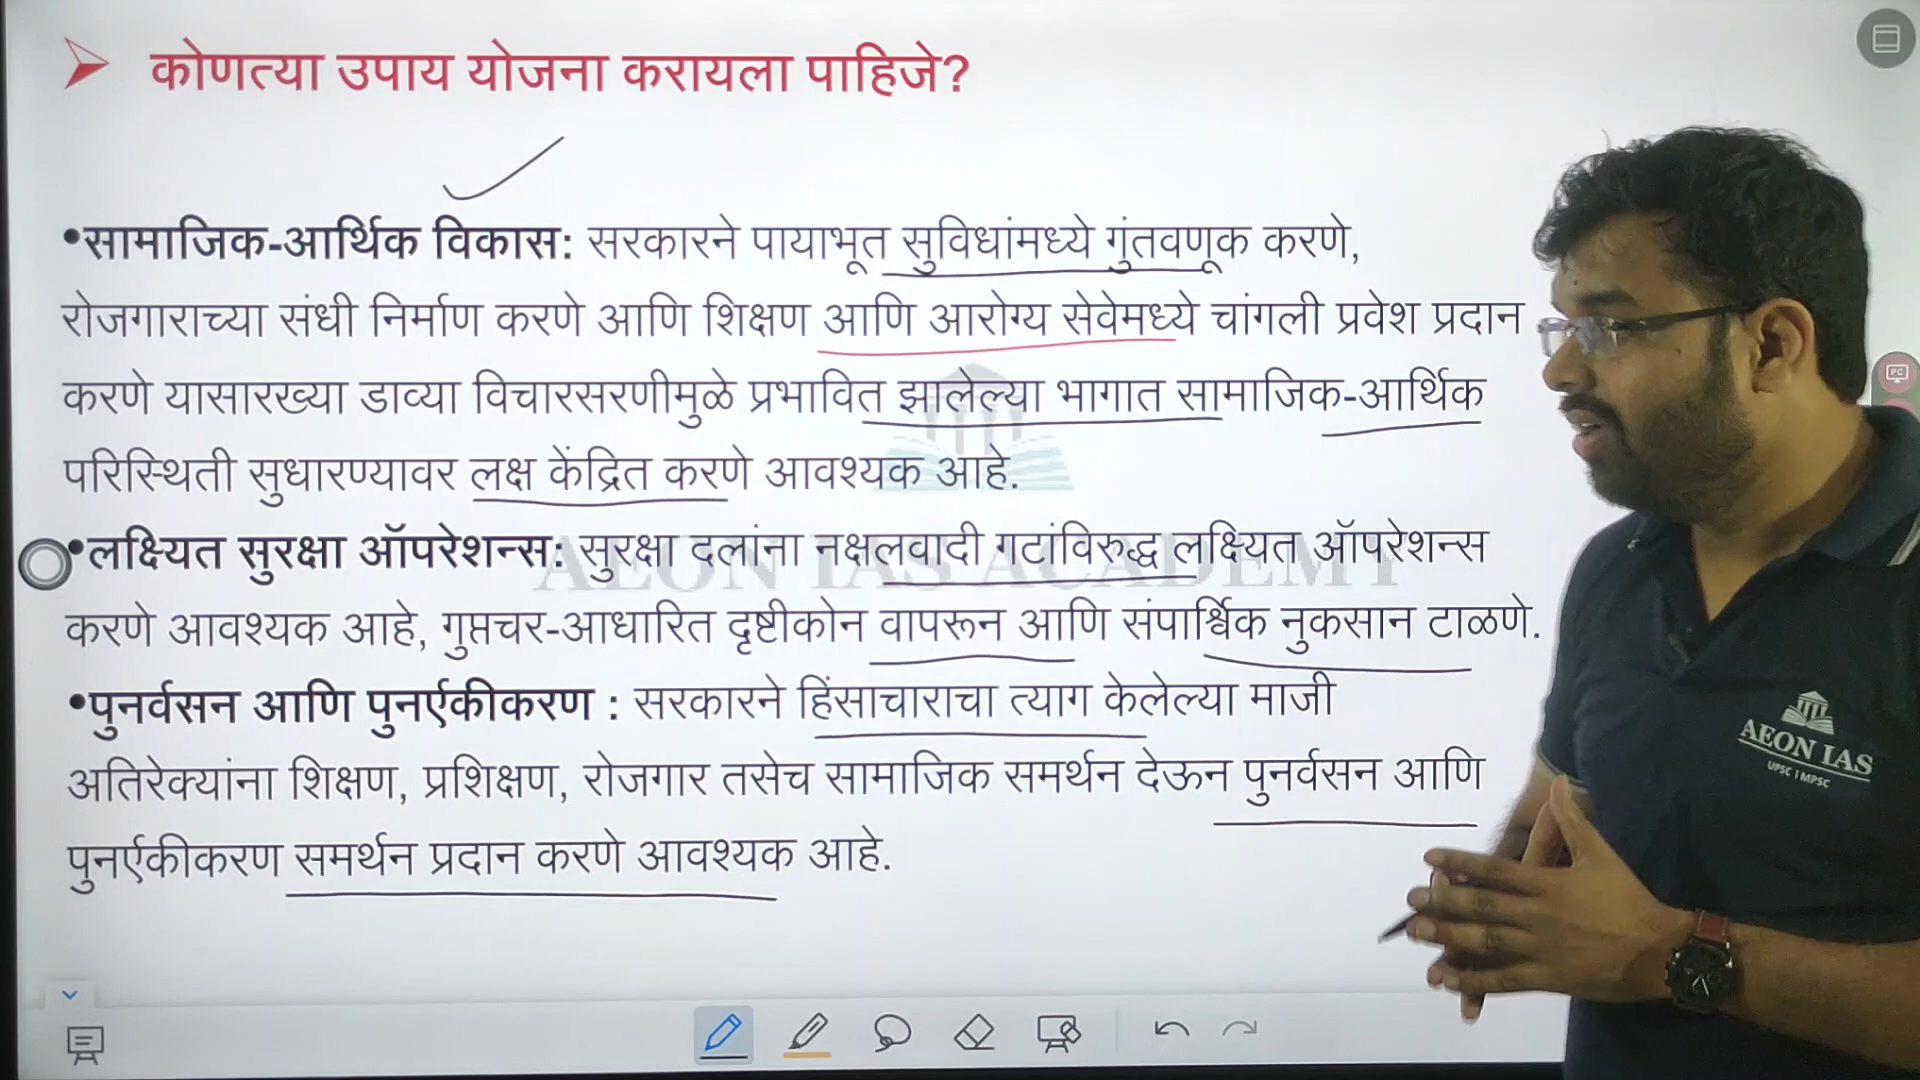 कोणत्या उपाय योजना करायला पाहिजे?
•सामाजिक-आर्थिक विकास: सरकारने पायाभूत सुविधांमध्ये गुंतवणूक करणे,
रोजगाराच्या संधी निर्माण करणे आणि शिक्षण आणि आरोग्य सेवेमध्ये चांगली प्रवेश प्रदान
करणे यासारख्या डाव्या विचारसरणीमुळे प्रभावित झालेल्या भागात सामाजिक-आर्थिक
परिस्थिती सुधारण्यावर लक्ष केंद्रित करणे आवश्यक आहे.
•लक्ष्यित सुरक्षा ऑपरेशन्स: सुरक्षा दलांना नक्षलवादी गटांविरुद्ध लक्ष्यित ऑपरेशन्स
करणे आवश्यक आहे, गुप्तचर-आधारित दृष्टीकोन वापरून आणि संपार्श्विक नुकसान टाळणे.
•पुनर्वसन आणि पुनर्एकीकरण : सरकारने हिंसाचाराचा त्याग केलेल्या माजी
अतिरेक्यांना शिक्षण, प्रशिक्षण, रोजगार तसेच सामाजिक समर्थन देऊन पुनर्वसन आणि
पुनर्एकीकरण समर्थन प्रदान करणे आवश्यक आहे.
AEON IAS ACADEMY
AEON IAS
UPSC | MPSC
PC